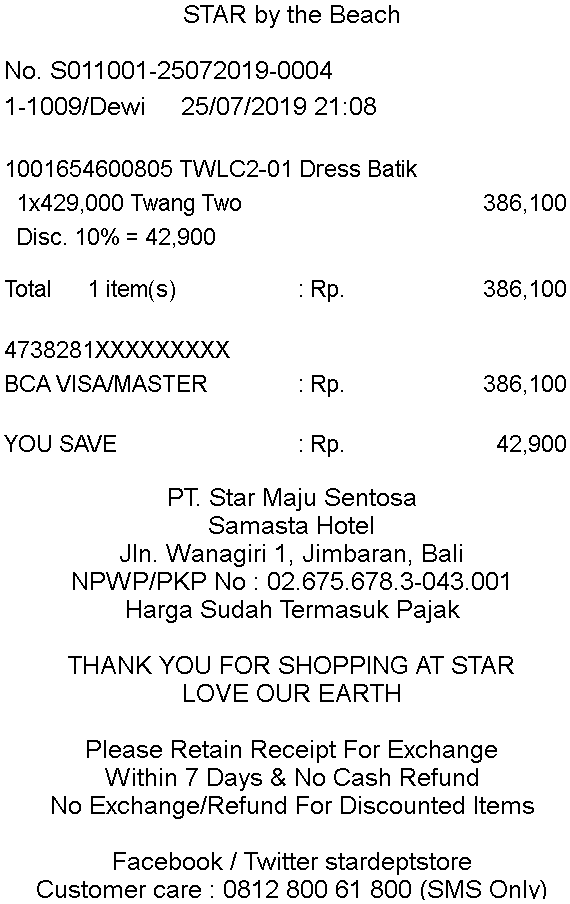 STAR by the Beach
No. S011001-25072019-0004
1-1009/Dewi 25/07/2019 21:08
1001654600805 TWLC2-01 Dress Batik
1x429,000 Twang Two 386,100
Disc. 10% = 42,900
Total 1 item(s) : Rp. 386,100
4738281XXXXXXXXX
BCA VISA/MASTER : Rp. 386,100
YOU SAVE : Rp. 42,900
PT. Star Maju Sentosa
Samasta Hotel
Jln. Wanagiri 1, Jimbaran, Bali
NPWP/PKP No : 02.675.678.3-043.001
Harga Sudah Termasuk Pajak
THANK YOU FOR SHOPPING AT STAR
LOVE OUR EARTH
Please Retain Receipt For Exchange
Within 7 Days & No Cash Refund
No Exchange/Refund For Discounted Items
Facebook / Twitter stardeptstore
Customer care : 0812 800 61 800 (SMS Only)